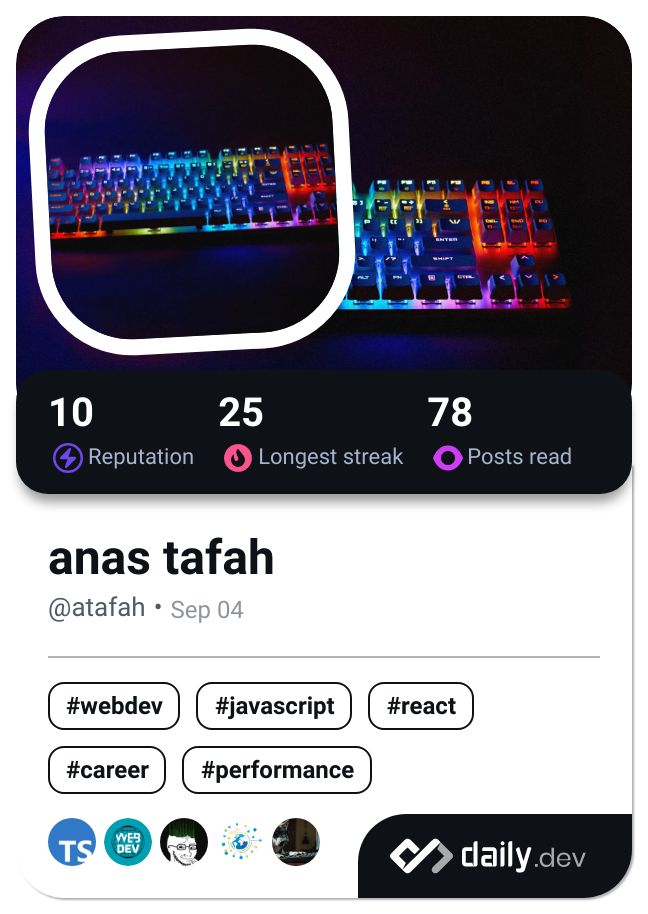 10 25 78
Reputation Longest streak Posts read
anas tafah
@atafah • Sep 04
#webdev #javascript #react
#career #performance
TS WEB DEV
daily.dev